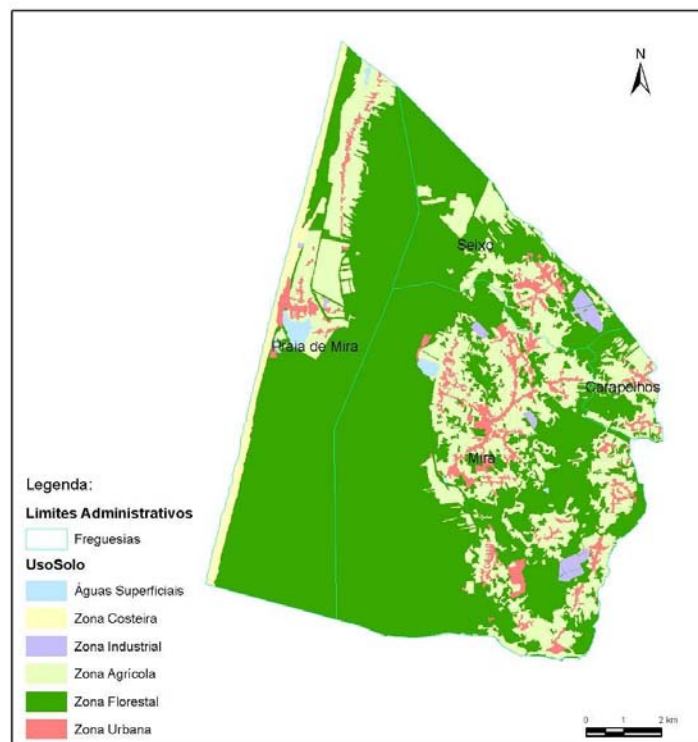 N
Seixo
Praia de Mira
Carapelhos
Mira
Legenda:
Limites Administrativos
Freguesias
UsoSolo
Águas Superficiais
Zona Costeira
Zona Industrial
Zona Agrícola
Zona Florestal
Zona Urbana
0 1 2 km